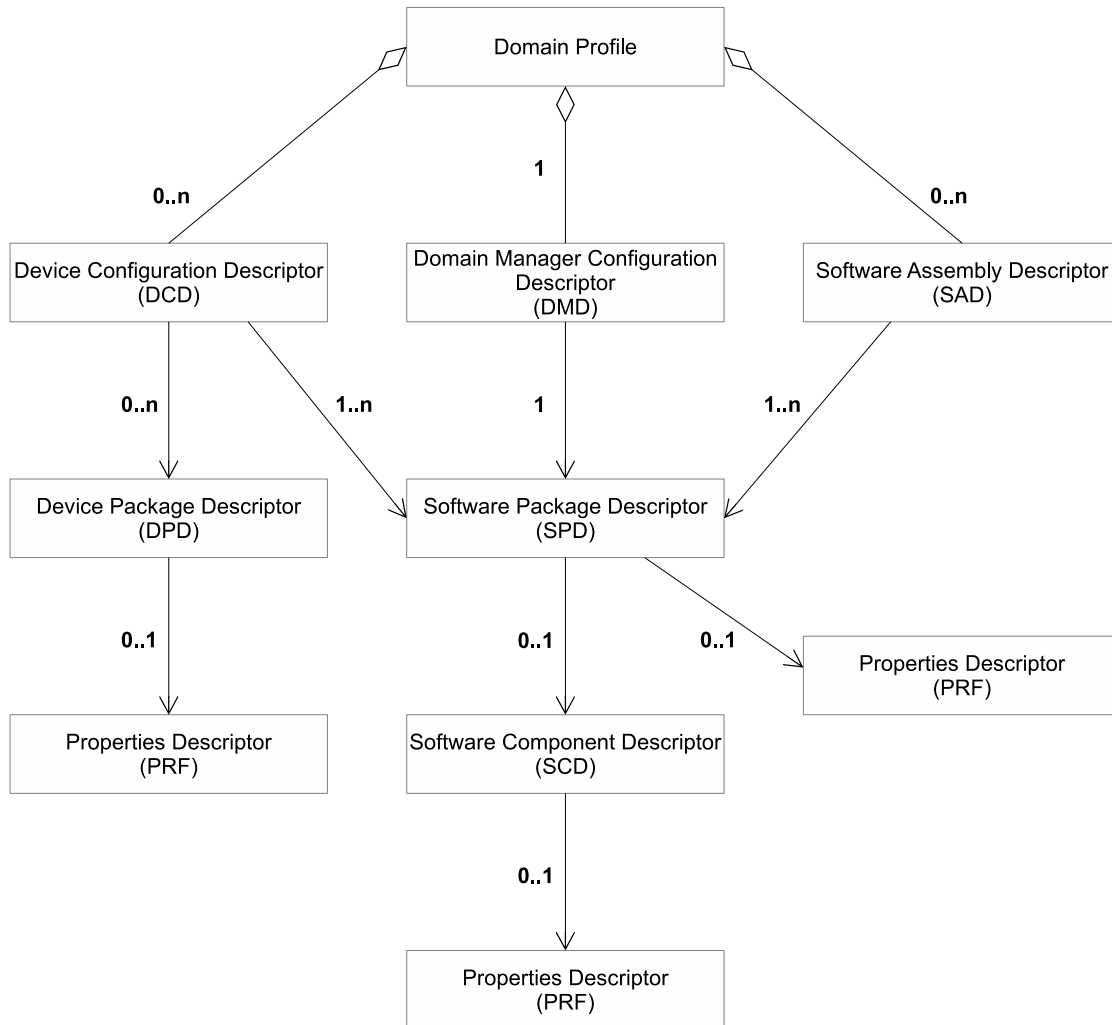 Domain Profile
0..n
1
0..n
Device Configuration Descriptor
(DCD)
Domain Manager Configuration
Descriptor
(DMD)
Software Assembly Descriptor
(SAD)
0..n
1..n
1
1..n
Device Package Descriptor
(DPD)
Software Package Descriptor
(SPD)
0..1
0..1
0..1
Properties Descriptor
(PRF)
Properties Descriptor
(PRF)
Software Component Descriptor
(SCD)
0..1
Properties Descriptor
(PRF)